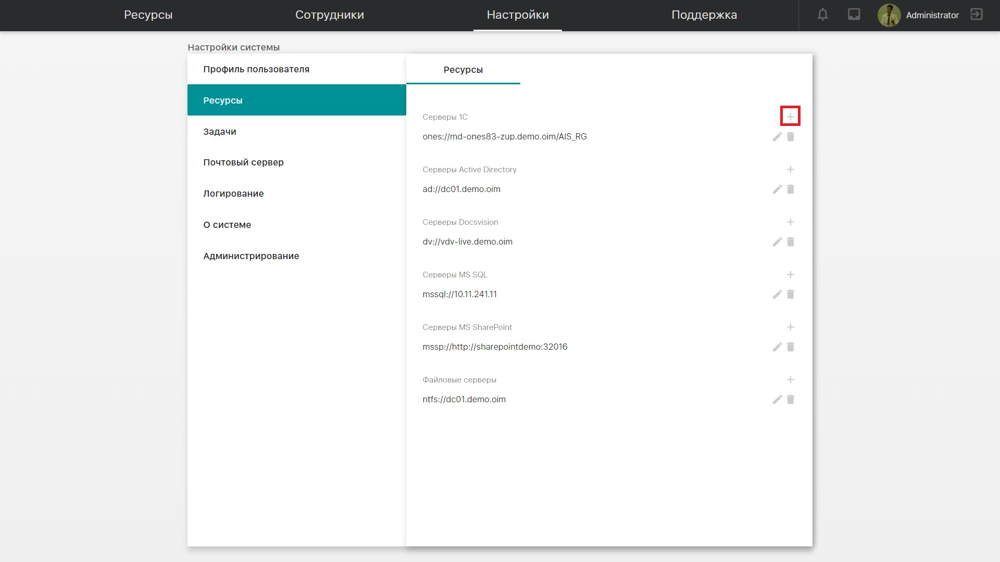 Ресурсы
Сотрудники
Настройки
Поддержка
Administrator
Настройки системы
Профиль пользователя
Ресурсы
Задачи
Почтовый сервер
Логирование
О системе
Администрирование
Ресурсы
Серверы 1С
ones://md-ones83-zup.demo.oim/AIS_RG
Серверы Active Directory
ad://dc01.demo.oim
Серверы Docsvision
dv://vdv-live.demo.oim
Серверы MS SQL
mssql://10.11.241.11
Серверы MS SharePoint
mssp://http://sharepointdemo:32016
Файловые серверы
ntfs://dc01.demo.oim